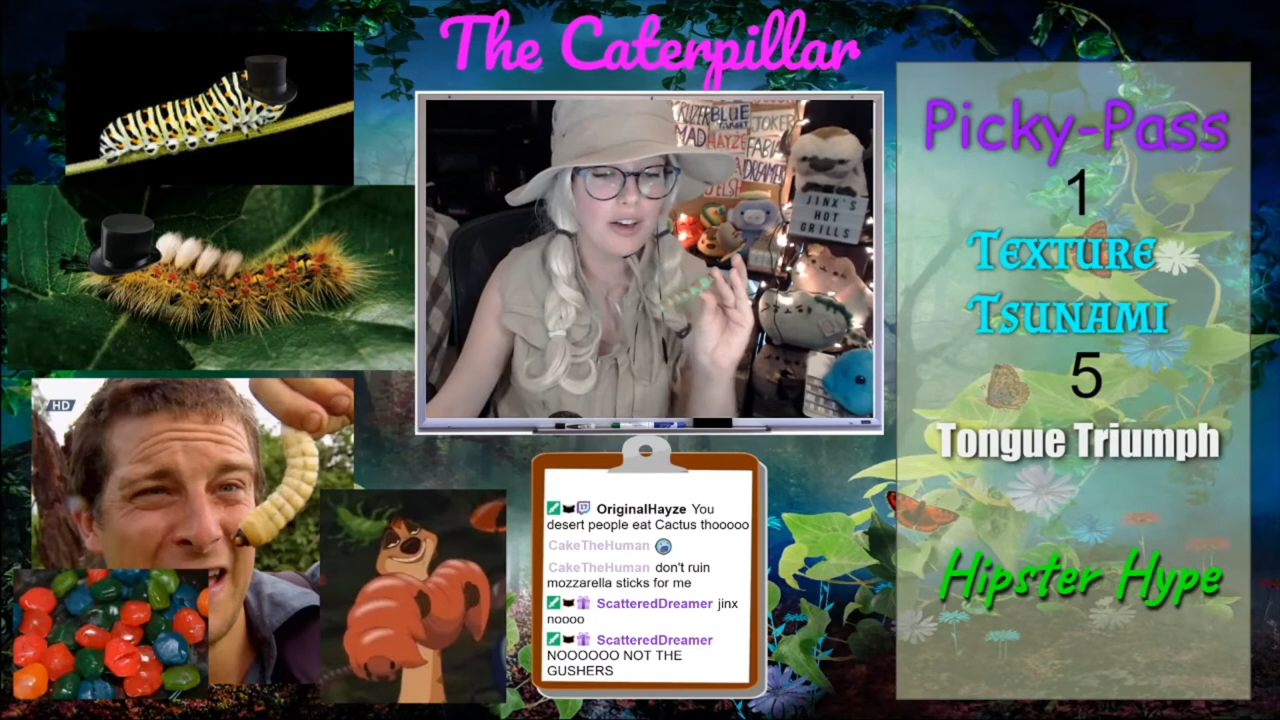 The Caterpillar
HD
BLUE
JOKER
MAD
HAYZE
FABI
DREAMER
ELSH
JINX'S
HOT
GRILLS
OriginalHayze You
desert people eat Cactus thooooo
CakeTheHuman
CakeTheHuman don't ruin
mozzarella sticks for me
ScatteredDreamer jinx
noooo
ScatteredDreamer
NOOOOOO NOT THE
GUSHERS
Picky-Pass
1
Texture
Tsunami
5
Tongue Triumph
Hipster Hype